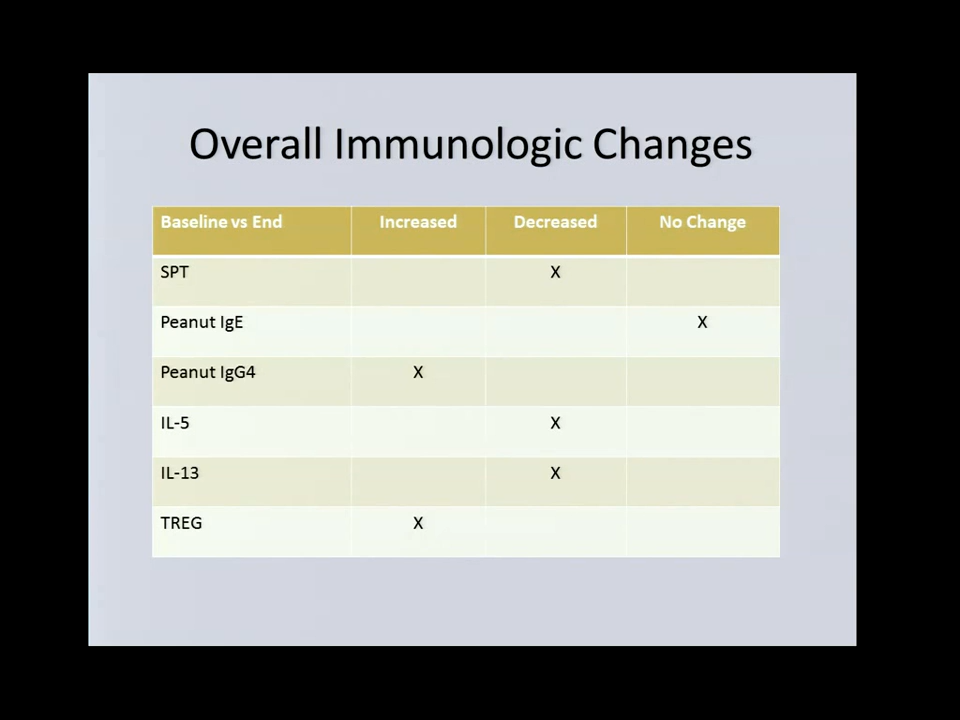 Overall Immunologic Changes
Baseline vs End Increased Decreased No Change
SPT X
Peanut IgE X
Peanut IgG4 X
IL-5 X
IL-13 X
TREG X